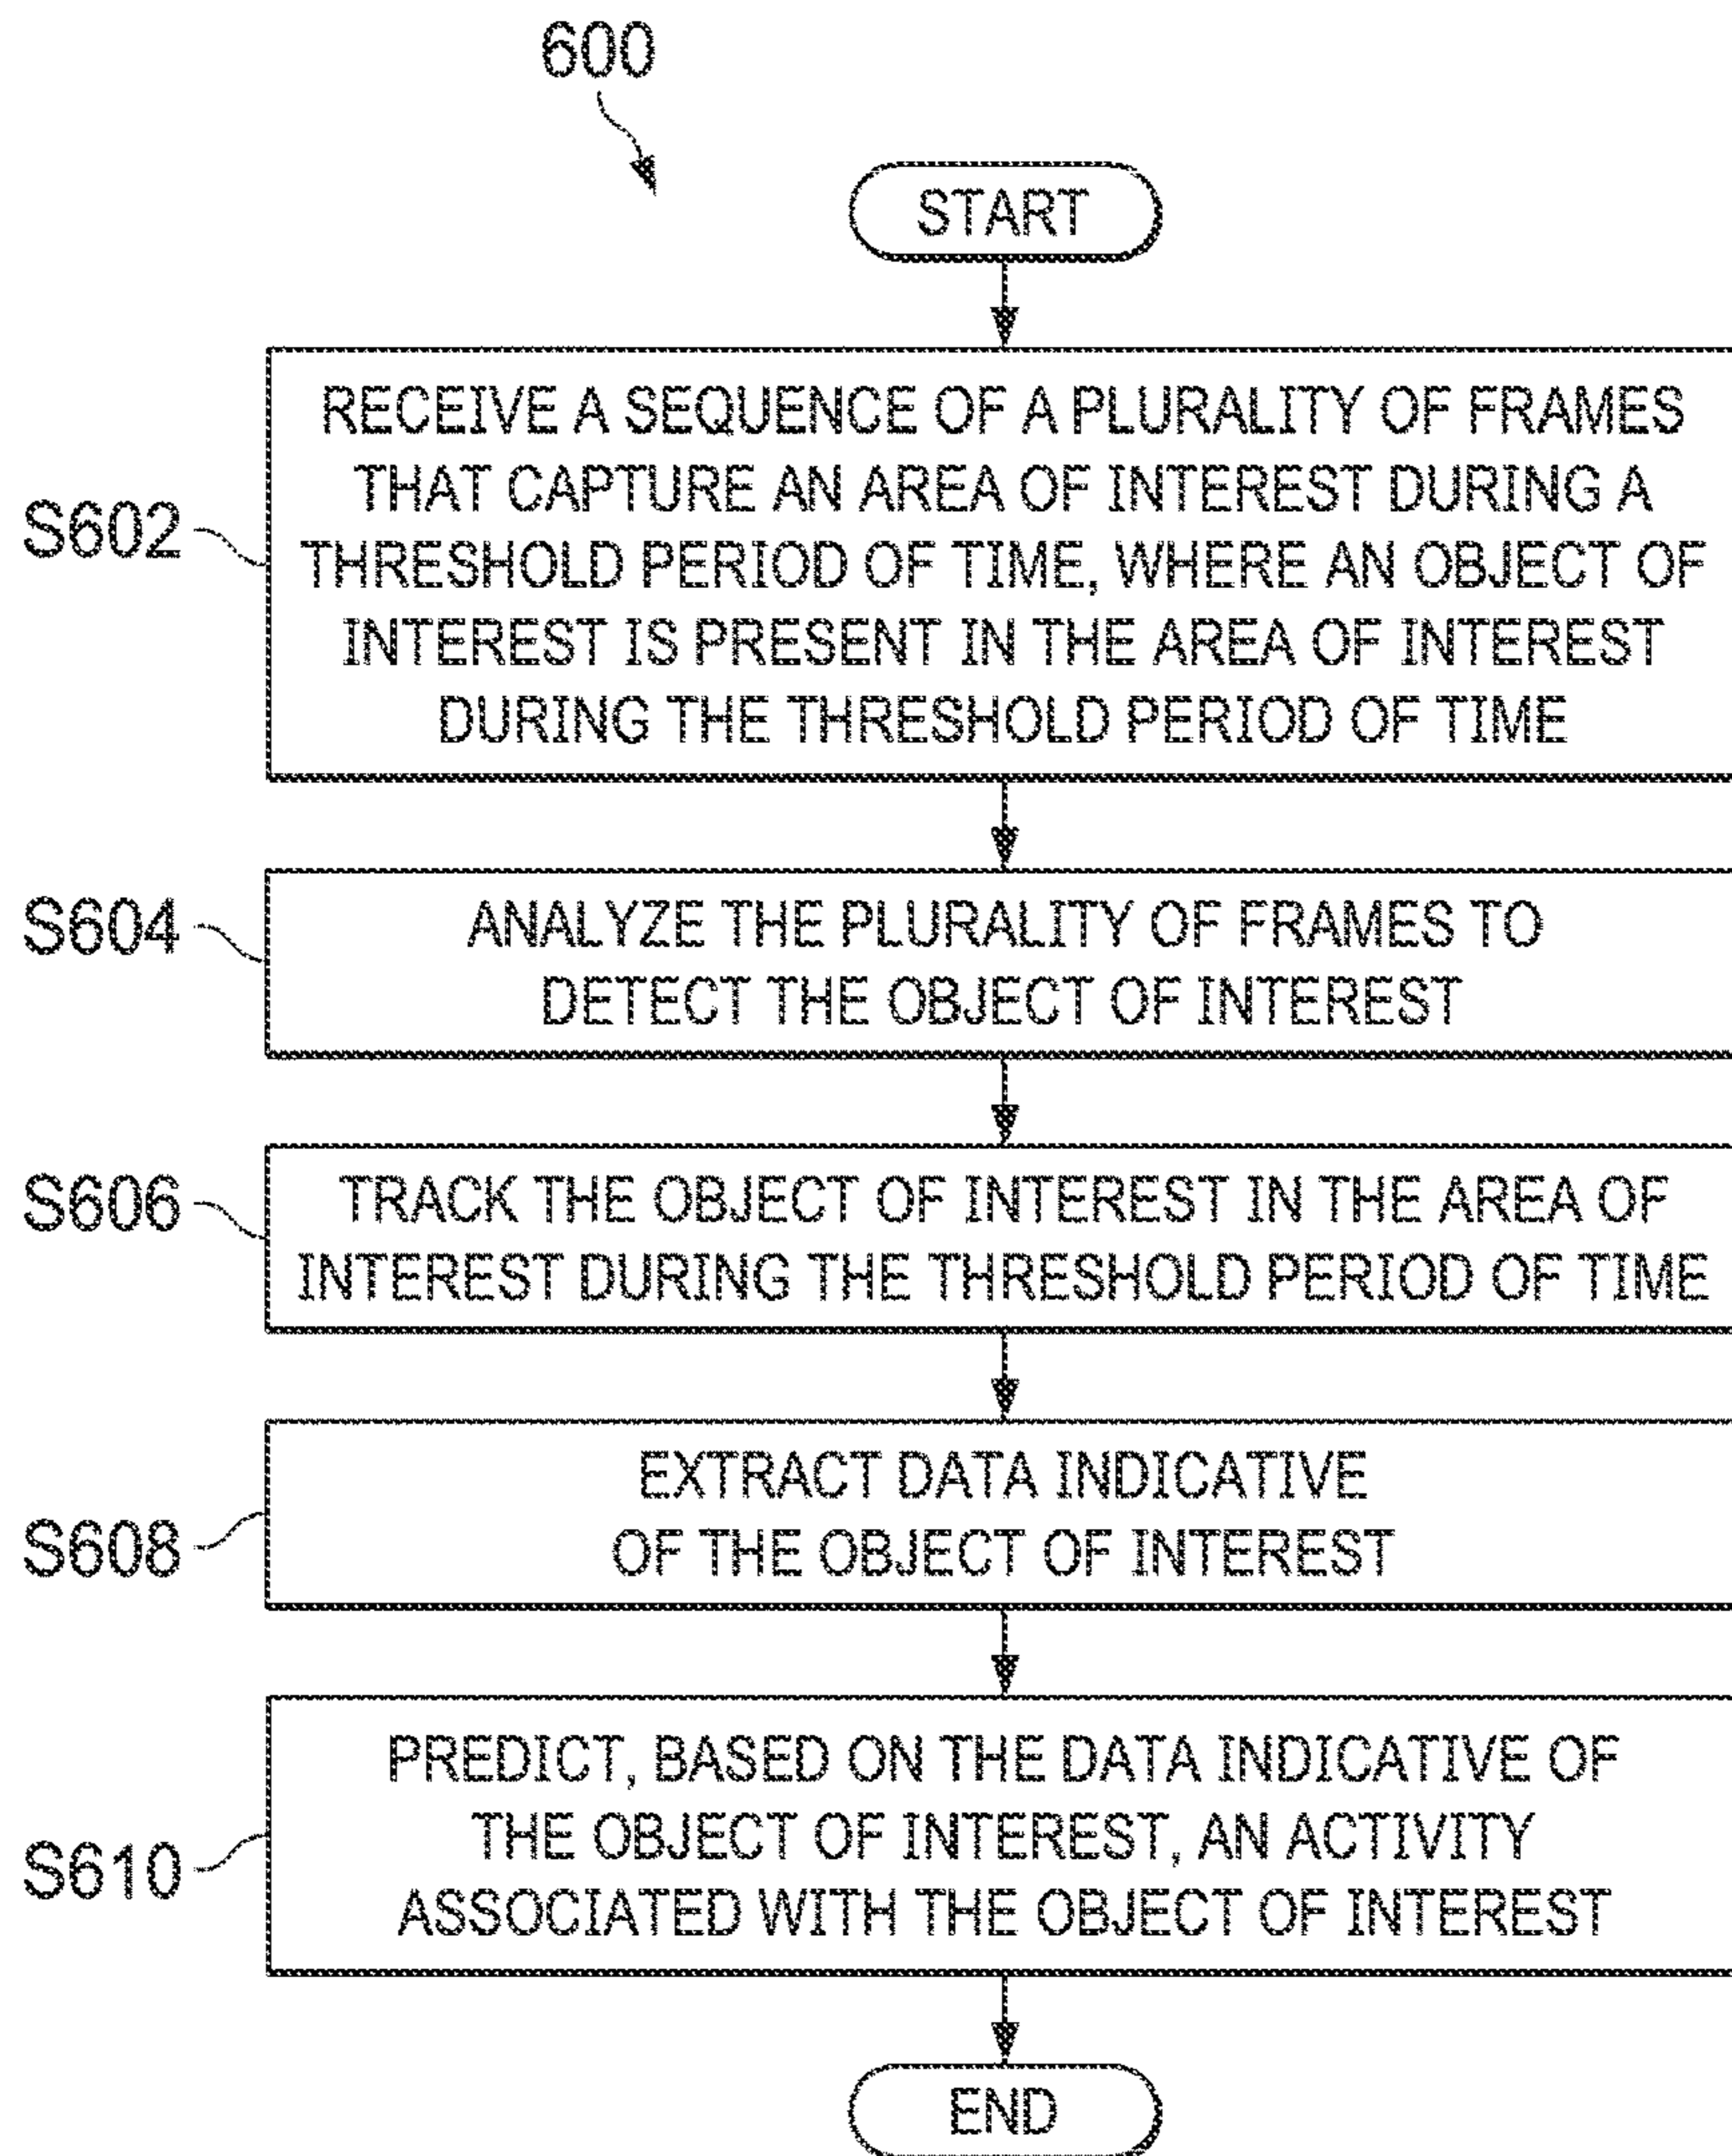 600
START
RECEIVE A SEQUENCE OF A PLURALITY OF FRAMES
THAT CAPTURE AN AREA OF INTEREST DURING A
S602
THRESHOLD PERIOD OF TIME, WHERE AN OBJECT OF
INTEREST IS PRESENT IN THE AREA OF INTEREST
DURING THE THRESHOLD PERIOD OF TIME
S604
ANALYZE THE PLURALITY OF FRAMES TO
DETECT THE OBJECT OF INTEREST
S606
TRACK THE OBJECT OF INTEREST IN THE AREA OF
INTEREST DURING THE THRESHOLD PERIOD OF TIME
EXTRACT DATA INDICATIVE
S608
OF THE OBJECT OF INTEREST
PREDICT, BASED ON THE DATA INDICATIVE OF
THE OBJECT OF INTEREST, AN ACTIVITY
S610
ASSOCIATED WITH THE OBJECT OF INTEREST
END